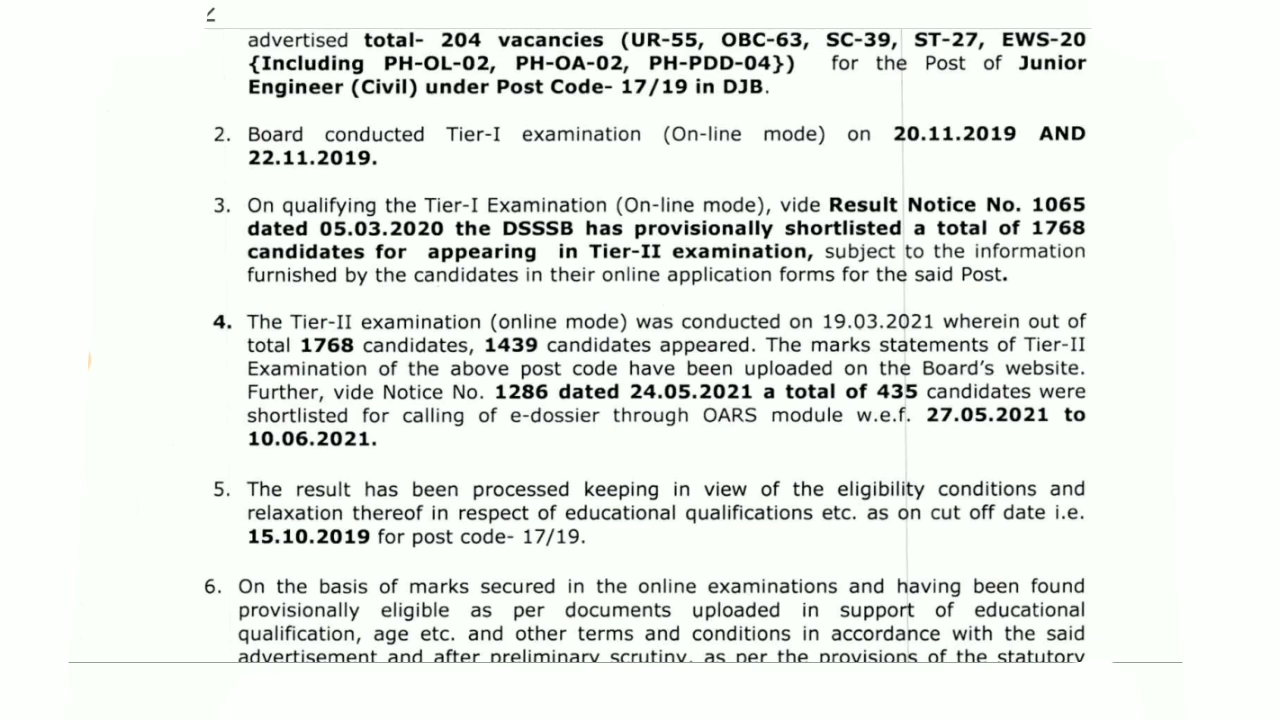 advertised total- 204 vacancies (UR-55, OBC-63, SC-39, ST-27, EWS-20
{Including PH-OL-02, PH-OA-02, PH-PDD-04}) for the Post of Junior
Engineer (Civil) under Post Code- 17/19 in DJB.
2. Board conducted Tier-I examination (On-line mode) on 20.11.2019 AND
22.11.2019.
3. On qualifying the Tier-I Examination (On-line mode), vide Result Notice No. 1065
dated 05.03.2020 the DSSSB has provisionally shortlisted a total of 1768
candidates for appearing in Tier-II examination, subject to the information
furnished by the candidates in their online application forms for the said Post.
4. The Tier-II examination (online mode) was conducted on 19.03.2021 wherein out of
total 1768 candidates, 1439 candidates appeared. The marks statements of Tier-II
Examination of the above post code have been uploaded on the Board's website.
Further, vide Notice No. 1286 dated 24.05.2021 a total of 435 candidates were
shortlisted for calling of e-dossier through OARS module w.e.f. 27.05.2021 to
10.06.2021.
5. The result has been processed keeping in view of the eligibility conditions and
relaxation thereof in respect of educational qualifications etc. as on cut off date i.e.
15.10.2019 for post code- 17/19.
6. On the basis of marks secured in the online examinations and having been found
provisionally eligible as per documents uploaded in support of educational
qualification, age etc. and other terms and conditions in accordance with the said
advertisement and after preliminary scrutiny, as per the provisions of the statutory